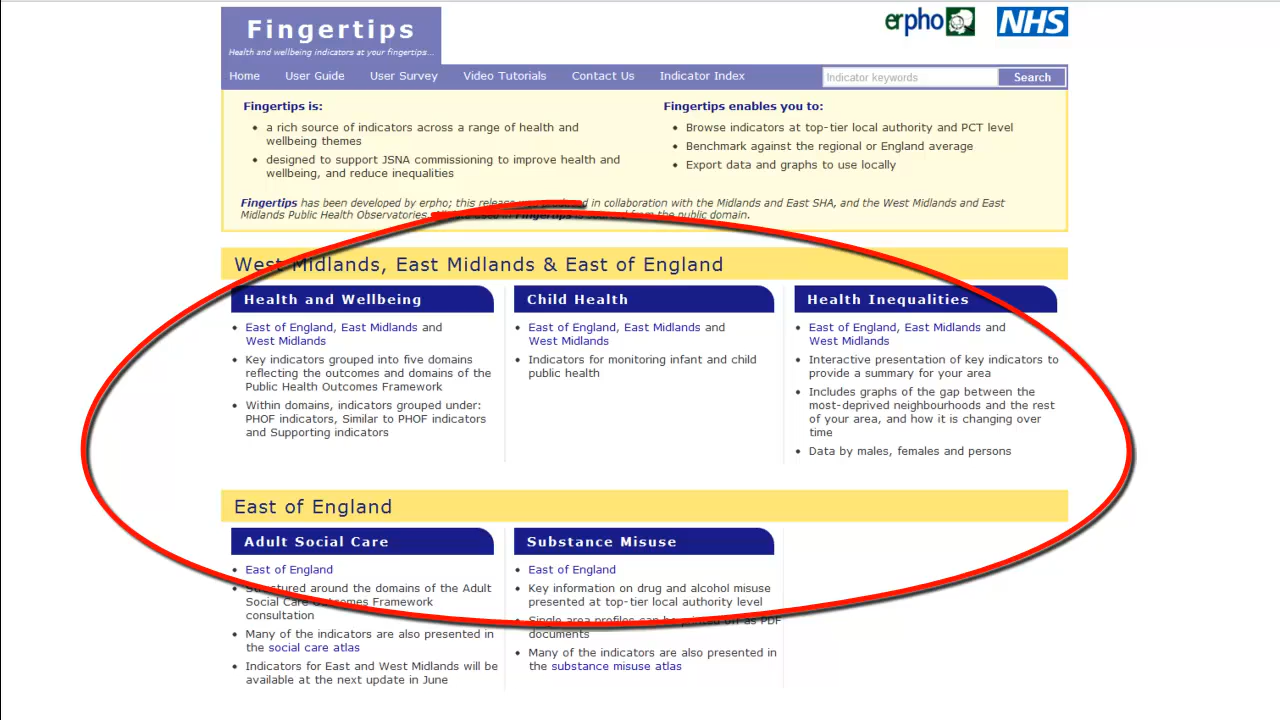 Fingertips
Health and wellbeing indicators at your fingertips...
erpho
NHS
Home User Guide User Survey Video Tutorials Contact Us Indicator Index
Indicator keywords Search
Fingertips is:
a rich source of indicators across a range of health and
wellbeing themes
designed to support JSNA commissioning to improve health and
wellbeing, and reduce inequalities
Fingertips enables you to:
Browse indicators at top-tier local authority and PCT level
Benchmark against the regional or England average
Export data and graphs to use locally
Fingertips has been developed by erpho; this release was produced in collaboration with the Midlands and East SHA, and the West Midlands and East
Midlands Public Health Observatories. used in Fingertips is sourced from the public domain.
West Midlands, East Midlands & East of England
Health and Wellbeing
East of England, East Midlands and
West Midlands
Key indicators grouped into five domains
reflecting the outcomes and domains of the
Public Health Outcomes Framework
Within domains, indicators grouped under:
PHOF indicators, Similar to PHOF indicators
and Supporting indicators
Child Health
East of England, East Midlands and
West Midlands
Indicators for monitoring infant and child
public health
Health Inequalities
East of England, East Midlands and
West Midlands
Interactive presentation of key indicators to
provide a summary for your area
Includes graphs of the gap between the
most-deprived neighbourhoods and the rest
of your area, and how it is changing over
time
Data by males, females and persons
East of England
Adult Social Care
East of England
Structured around the domains of the Adult
Social Care Outcomes Framework
consultation
Many of the indicators are also presented in
the social care atlas
Indicators for East and West Midlands will be
available at the next update in June
Substance Misuse
East of England
Key information on drug and alcohol misuse
presented at top-tier local authority level
Single area profiles can be printed off as PDF
documents
Many of the indicators are also presented in
the substance misuse atlas